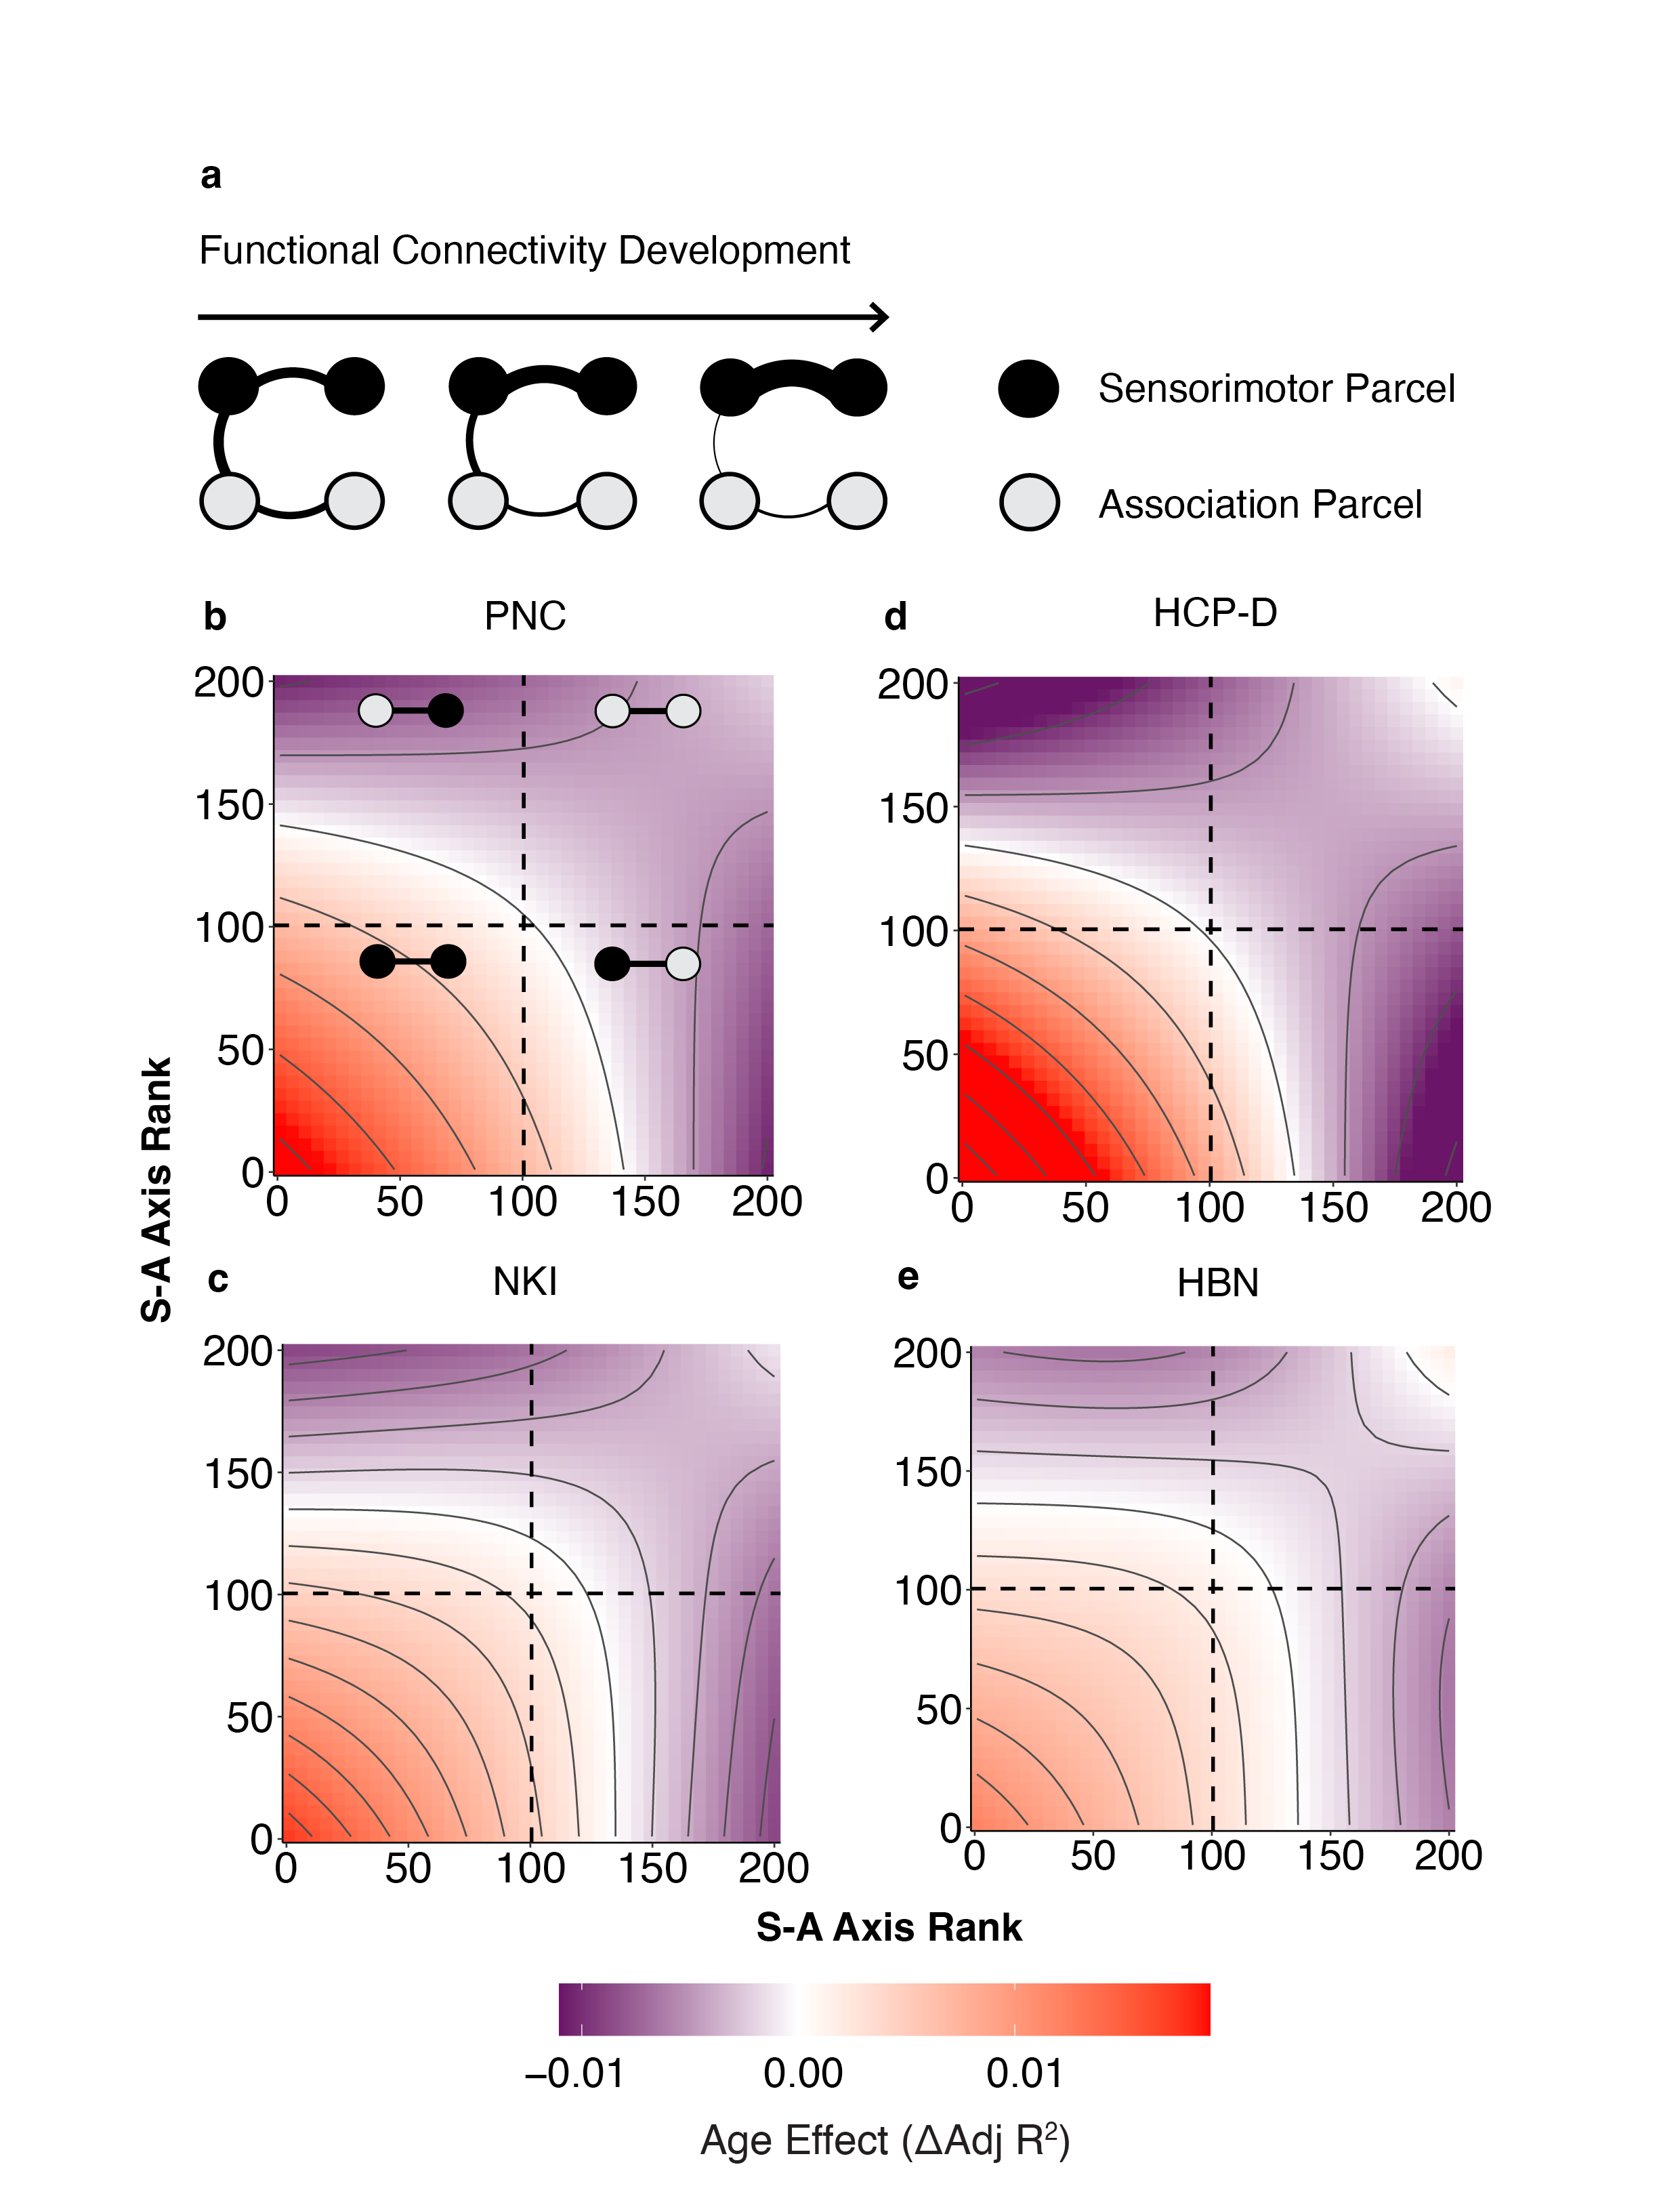 a
Functional Connectivity Development
Sensorimotor Parcel
Association Parcel
b
PNC
d
HCP-D
200
150
100
50
0
0 50 100 150 200
200
150
100
50
0
0 50 100 150 200
S-A Axis Rank
c
NKI
e
HBN
200
150
100
50
0
0 50 100 150 200
200
150
100
50
0
0 50 100 150 200
S-A Axis Rank
−0.01 0.00 0.01
Age Effect (ΔAdj R²)